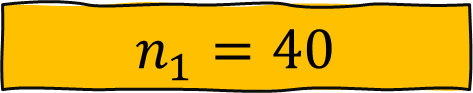 n₁ = 40